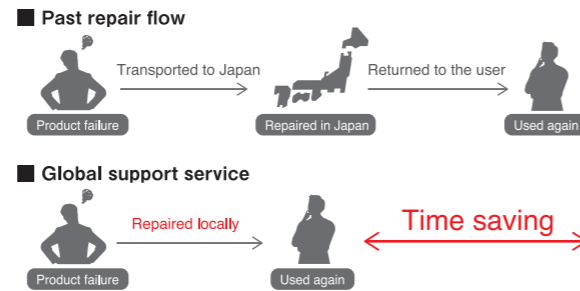 ■ Past repair flow
Transported to Japan
Returned to the user
Product failure
Repaired in Japan
Used again
■ Global support service
Repaired locally
Time saving
Product failure
Used again